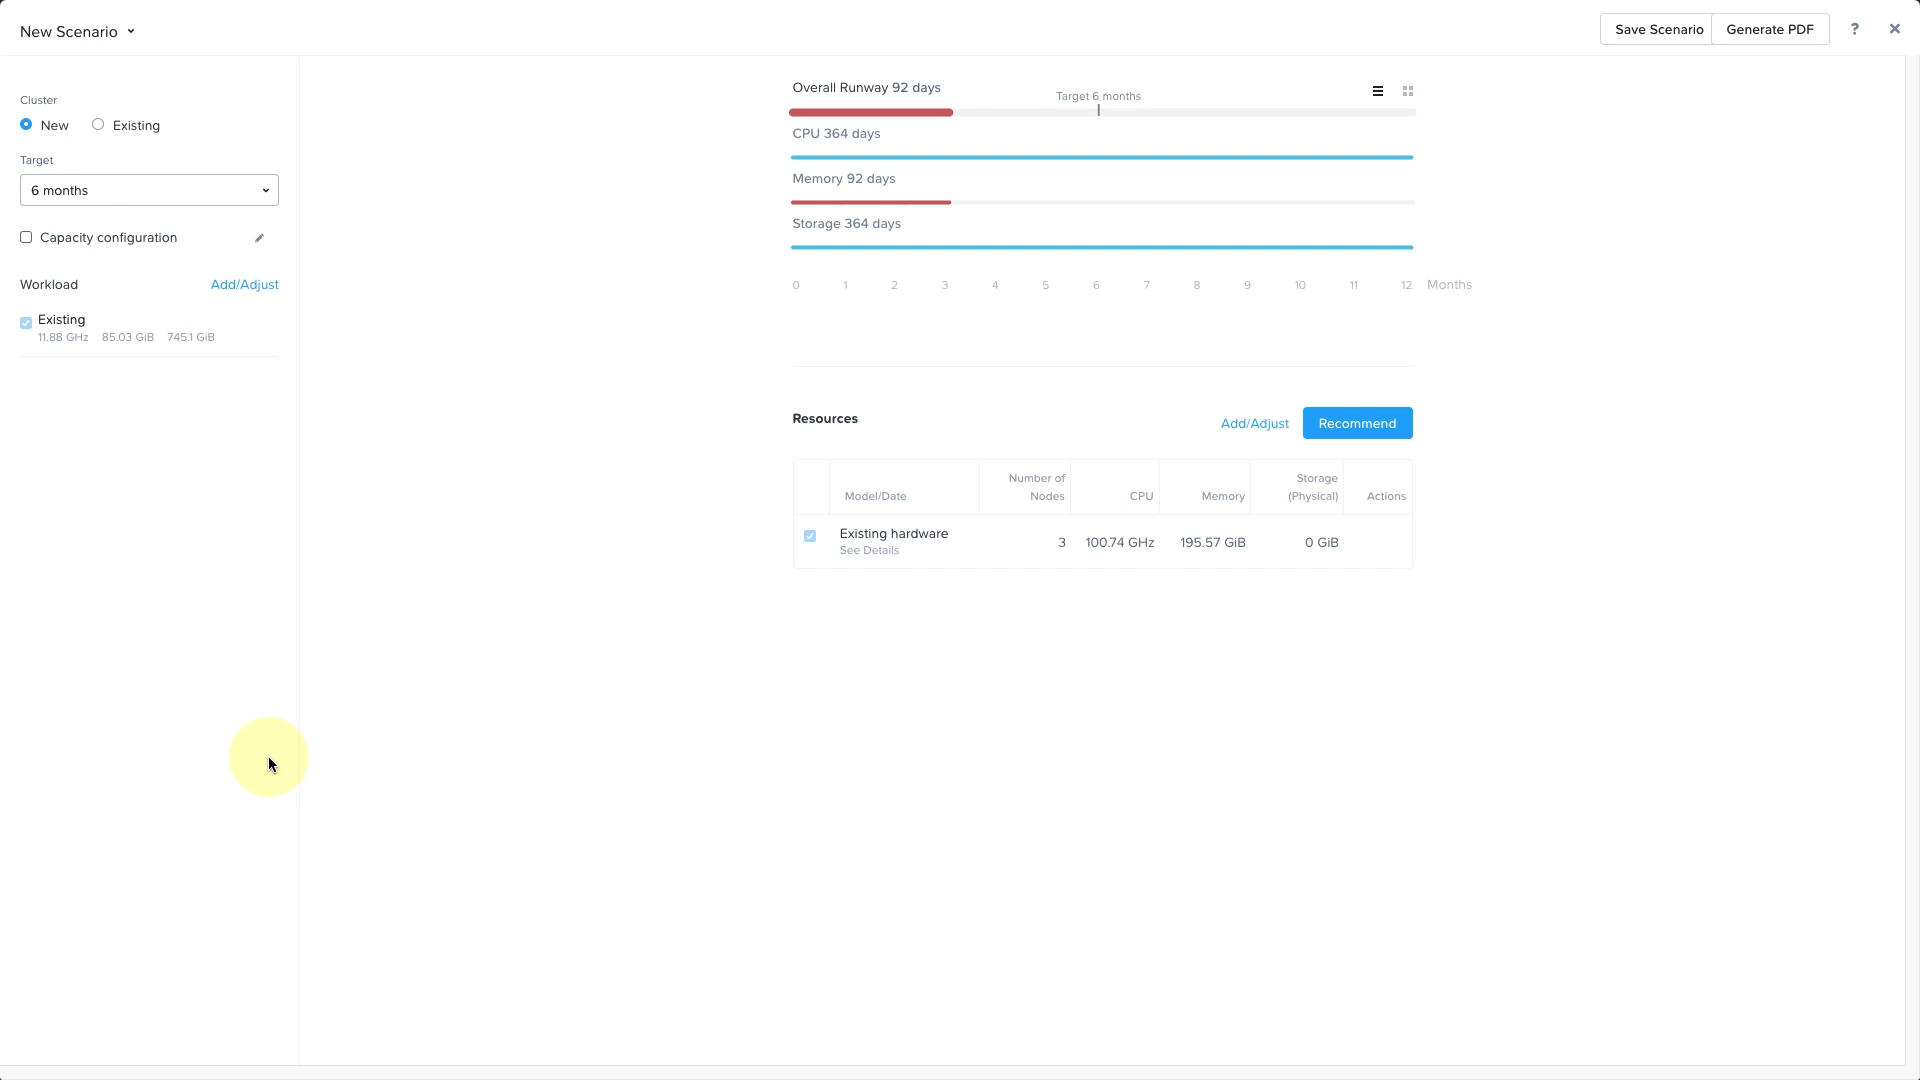 New Scenario
Save Scenario
Generate PDF
?
Cluster
New
Existing
Target
6 months
Capacity configuration
Workload
Add/Adjust
Existing
11.88 GHz 85.03 GiB 745.1 GiB
Overall Runway 92 days
Target 6 months
CPU 364 days
Memory 92 days
Storage 364 days
0 1 2 3 4 5 6 7 8 9 10 11 12 Months
Resources
Add/Adjust
Recommend
Model/Date
Number of
Nodes
CPU
Memory
Storage
(Physical)
Actions
Existing hardware
See Details
3
100.74 GHz
195.57 GiB
0 GiB